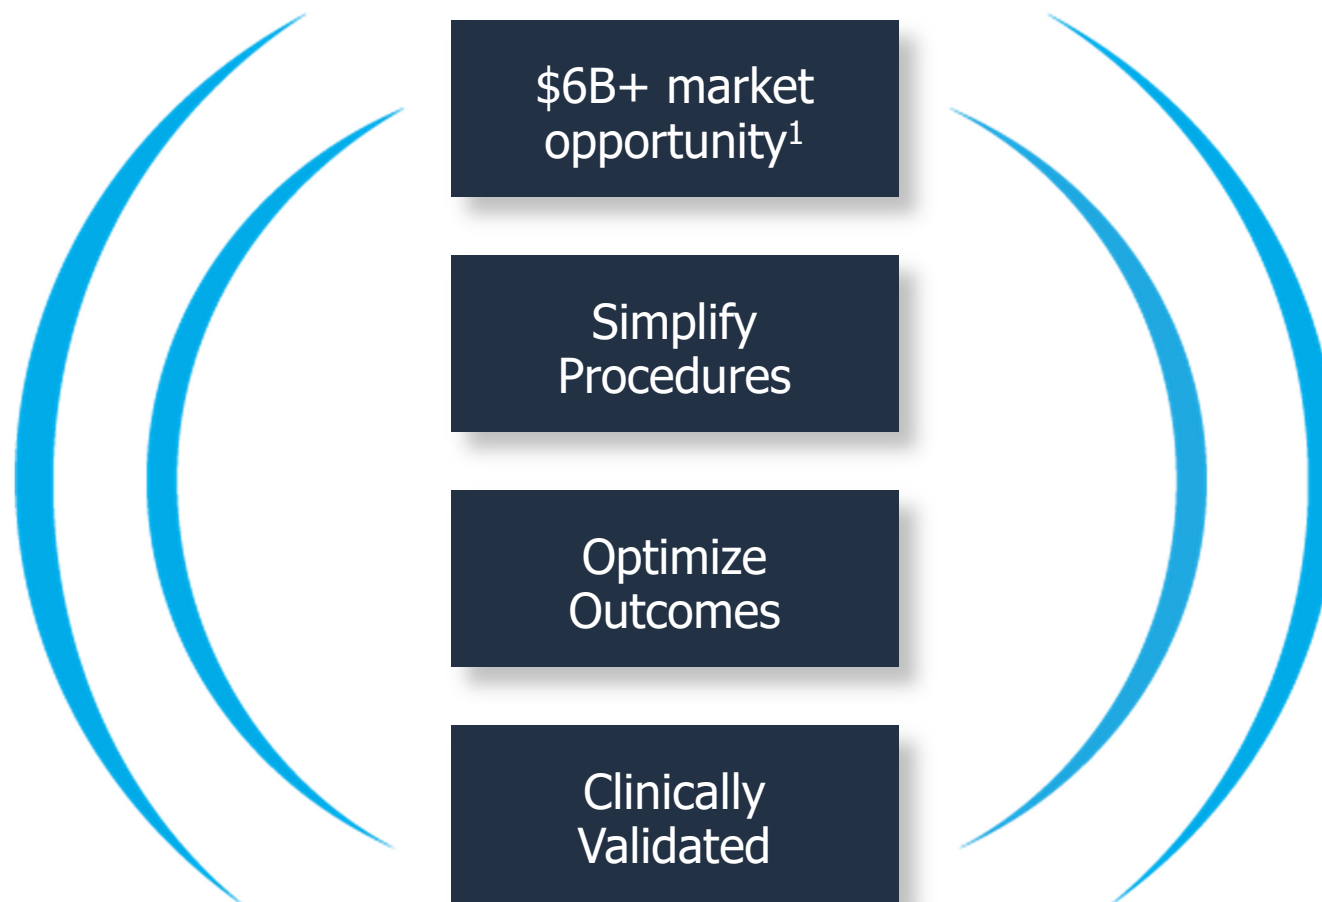 $6B+ market
opportunity¹
Simplify
Procedures
Optimize
Outcomes
Clinically
Validated